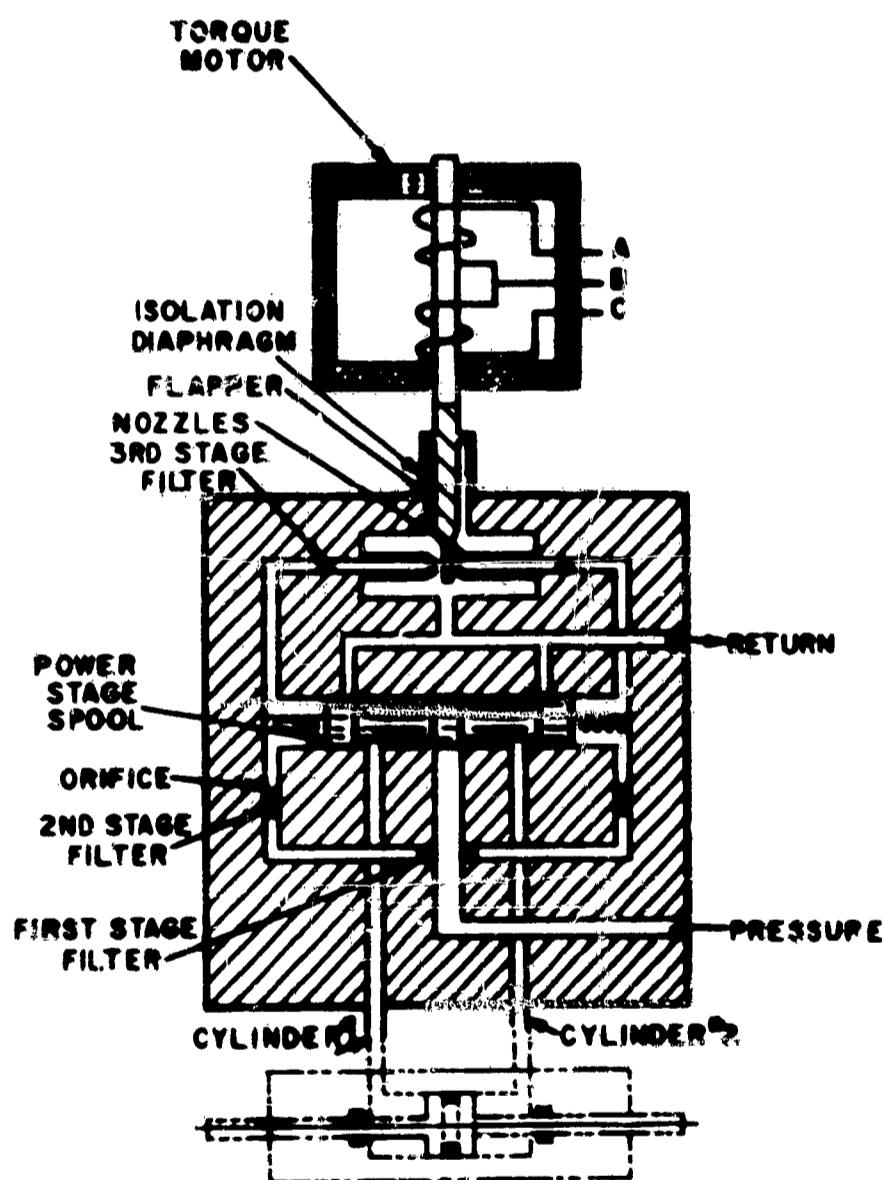 TORQUE
MOTOR
A
B
C
ISOLATION
DIAPHRAGM
FLAPPER
NOZZLES
3RD STAGE
FILTER
RETURN
POWER
STAGE
SPOOL
ORIFICE
2ND STAGE
FILTER
FIRST STAGE
FILTER
PRESSURE
CYLINDER
CYLINDER 2